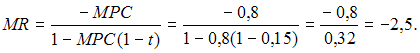 MR = −MPC / (1 − MPC(1 − t)) = −0,8 / (1 − 0,8(1 − 0,15)) = −0,8 / 0,32 = −2,5.